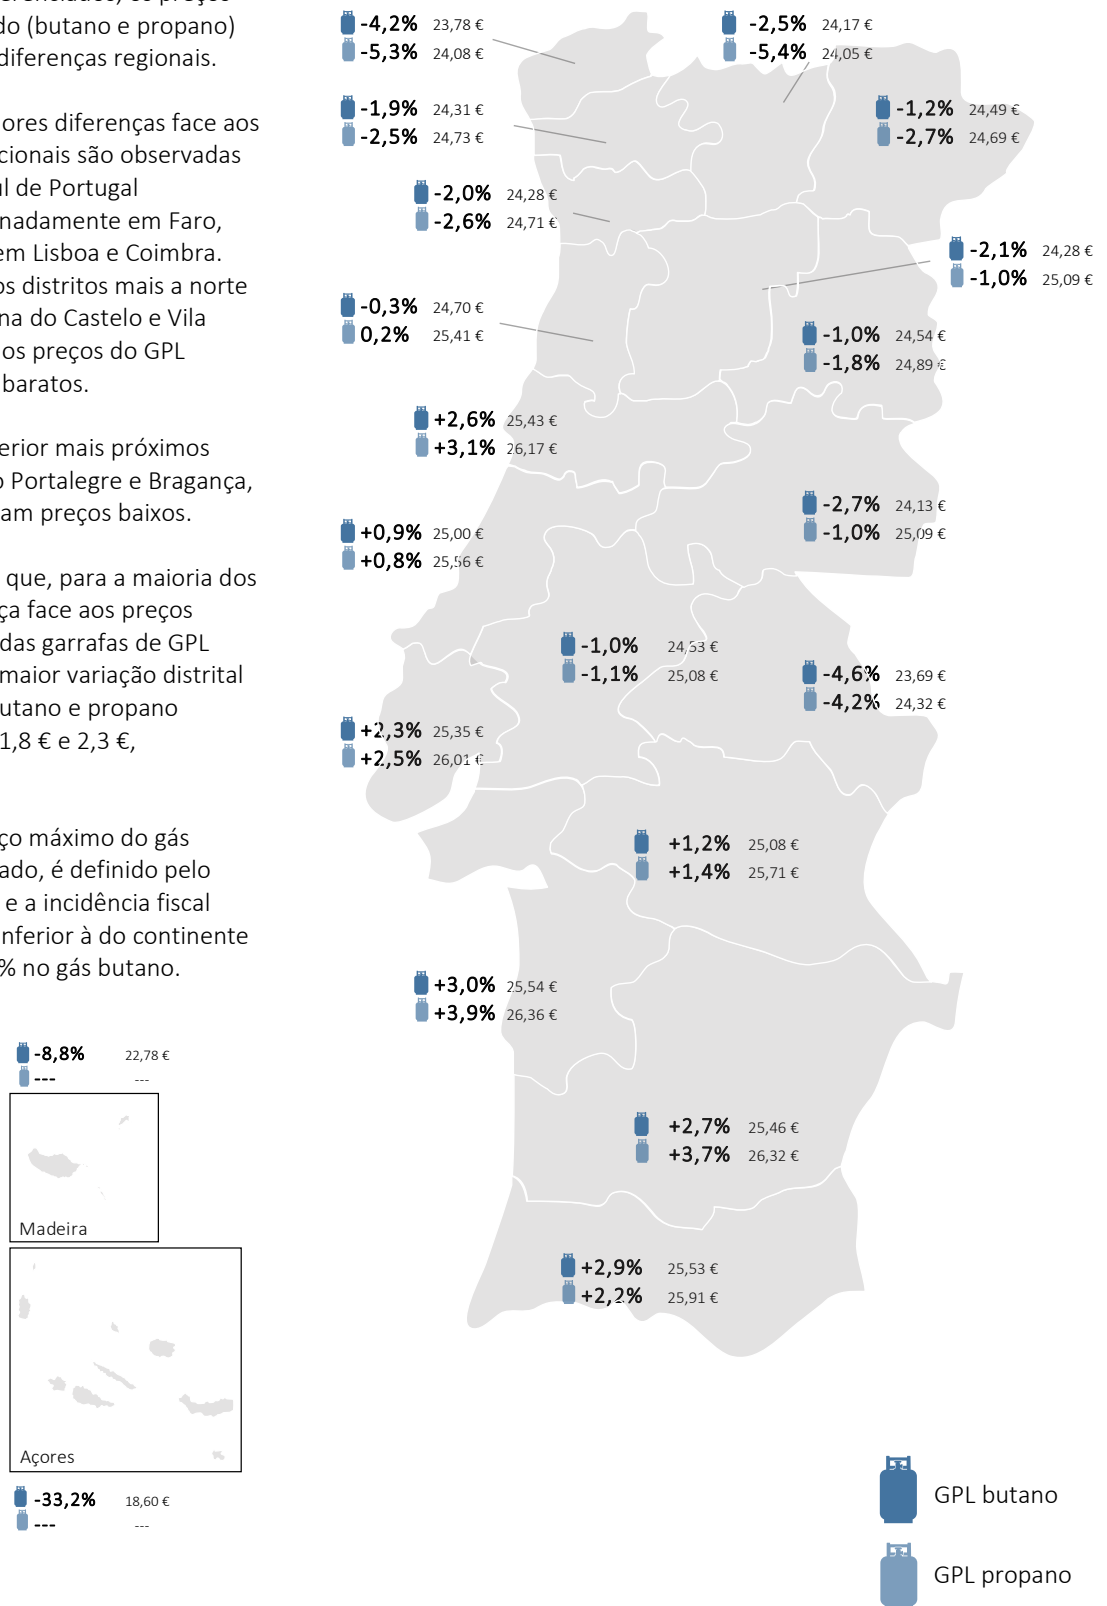 do (butano e propano)
diferenças regionais.
ores diferenças face aos
cionais são observadas
ul de Portugal
nadamente em Faro,
em Lisboa e Coimbra.
os distritos mais a norte
na do Castelo e Vila
os preços do GPL
baratos.
erior mais próximos
o Portalegre e Bragança,
am preços baixos.
que, para a maioria dos
ça face aos preços
das garrafas de GPL
maior variação distrital
utano e propano
1,8 € e 2,3 €,
ço máximo do gás
ado, é definido pelo
e a incidência fiscal
inferior à do continente
% no gás butano.
-4,2% 23,78 €
-5,3% 24,08 €
-2,5% 24,17 €
-5,4% 24,05 €
-1,9% 24,31 €
-2,5% 24,73 €
-1,2% 24,49 €
-2,7% 24,69 €
-2,0% 24,28 €
-2,6% 24,71 €
-2,1% 24,28 €
-1,0% 25,09 €
-0,3% 24,70 €
0,2% 25,41 €
-1,0% 24,54 €
-1,8% 24,89 €
+2,6% 25,43 €
+3,1% 26,17 €
-2,7% 24,13 €
-1,0% 25,09 €
+0,9% 25,00 €
+0,8% 25,56 €
-1,0% 24,53 €
-1,1% 25,08 €
-4,6% 23,69 €
-4,2% 24,32 €
+2,3% 25,35 €
+2,5% 26,01 €
+1,2% 25,08 €
+1,4% 25,71 €
+3,0% 25,54 €
+3,9% 26,36 €
+2,7% 25,46 €
+3,7% 26,32 €
+2,9% 25,53 €
+2,2% 25,91 €
-8,8% 22,78 €
--- ---
Madeira
Açores
-33,2% 18,60 €
--- ---
GPL butano
GPL propano